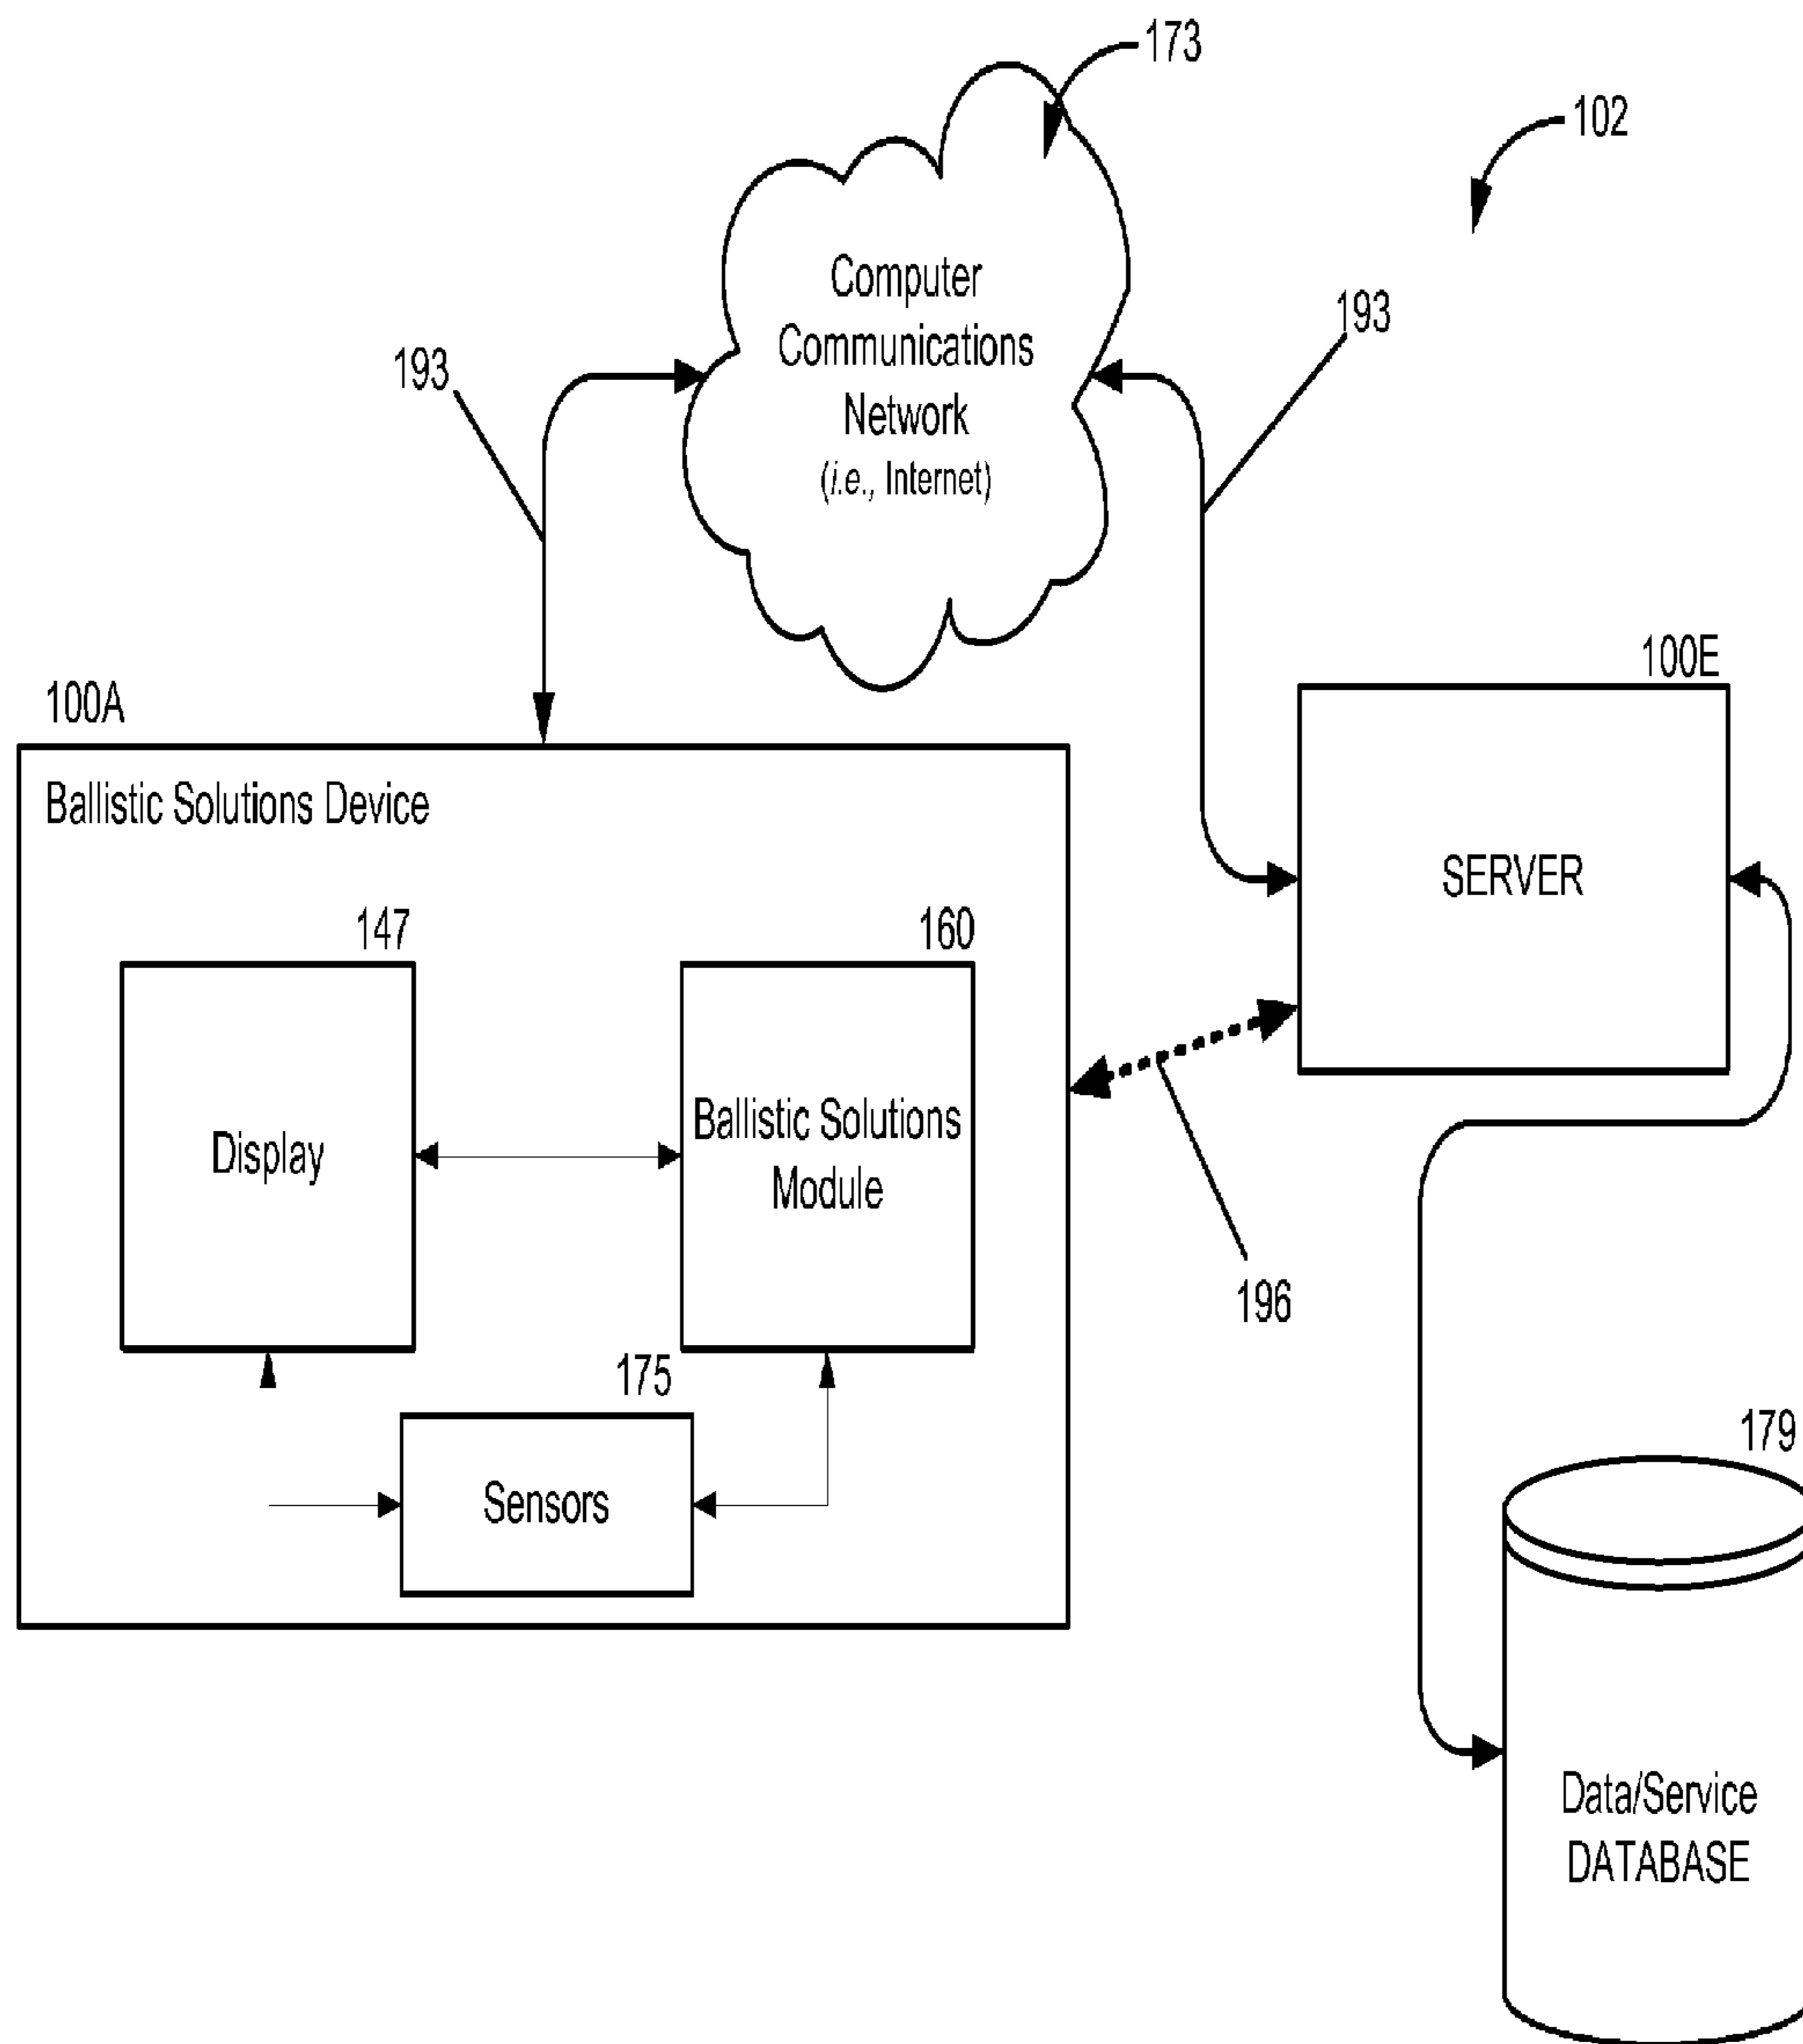 173
102
Computer
Communications
Network
(i.e., Internet)
193
193
100E
100A
Ballistic Solutions Device
SERVER
147
160
Display
Ballistic Solutions
Module
196
175
Sensors
179
Data/Service
DATABASE